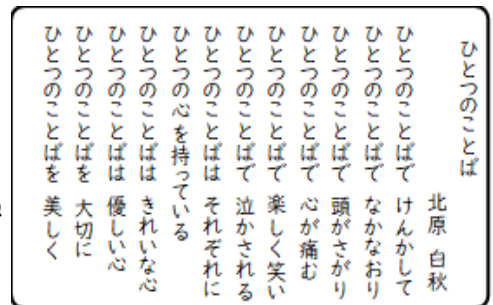 ひとつのことば
北原 白秋
ひとつのことばで けんかして
ひとつのことばで なかなおり
ひとつのことばで 頭がさがり
ひとつのことばで 心が痛む
ひとつのことばで 楽しく笑い
ひとつのことばで 泣かされる
ひとつのことばは それぞれに
ひとつの心を持っている
ひとつのことばは きれいな心
ひとつのことばは 優しい心
ひとつのことばを 大切に
ひとつのことばを 美しく